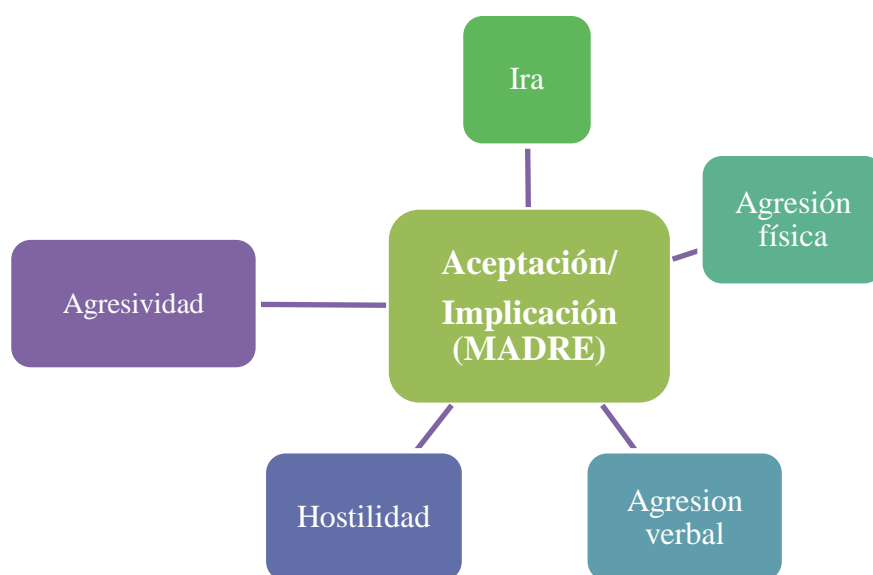 Ira
Agresión
física
Aceptación/
Implicación
(MADRE)
Agresividad
Hostilidad
Agresion
verbal